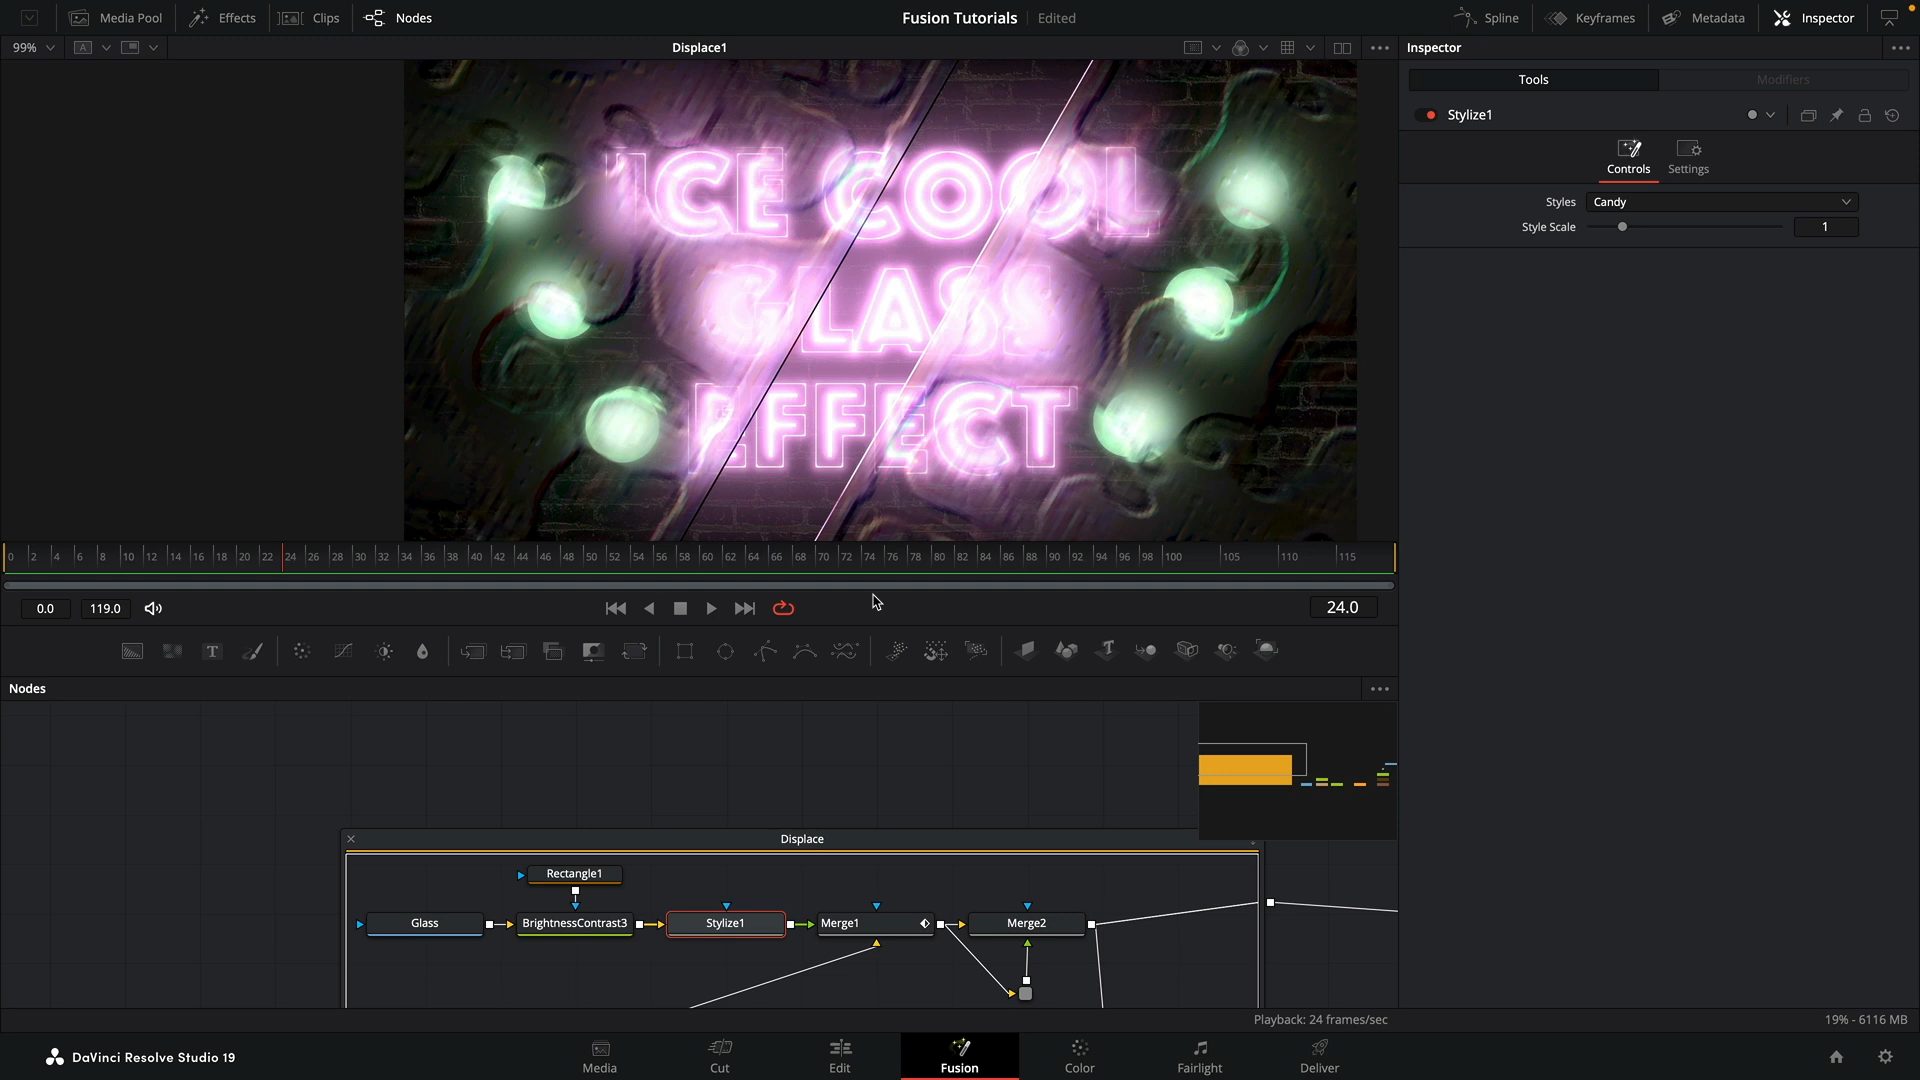 Media Pool Effects Clips Nodes Fusion Tutorials Edited Spline Keyframes Metadata Inspector
99% A Displace1 Inspector
Tools Modifiers
Stylize1
Controls Settings
Styles Candy
Style Scale 1
ICE COOL
GLASS
EFFECT
0 2 4 6 8 10 12 14 16 18 20 22 24 26 28 30 32 34 36 38 40 42 44 46 48 50 52 54 56 58 60 62 64 66 68 70 72 74 76 78 80 82 84 86 88 90 92 94 96 98 100 105 110 115
0.0 119.0 24.0
T T
Nodes
Displace
Rectangle1
Glass BrightnessContrast3 Stylize1 Merge1 Merge2
Playback: 24 frames/sec 19% - 6116 MB
DaVinci Resolve Studio 19 Media Cut Edit Fusion Color Fairlight Deliver